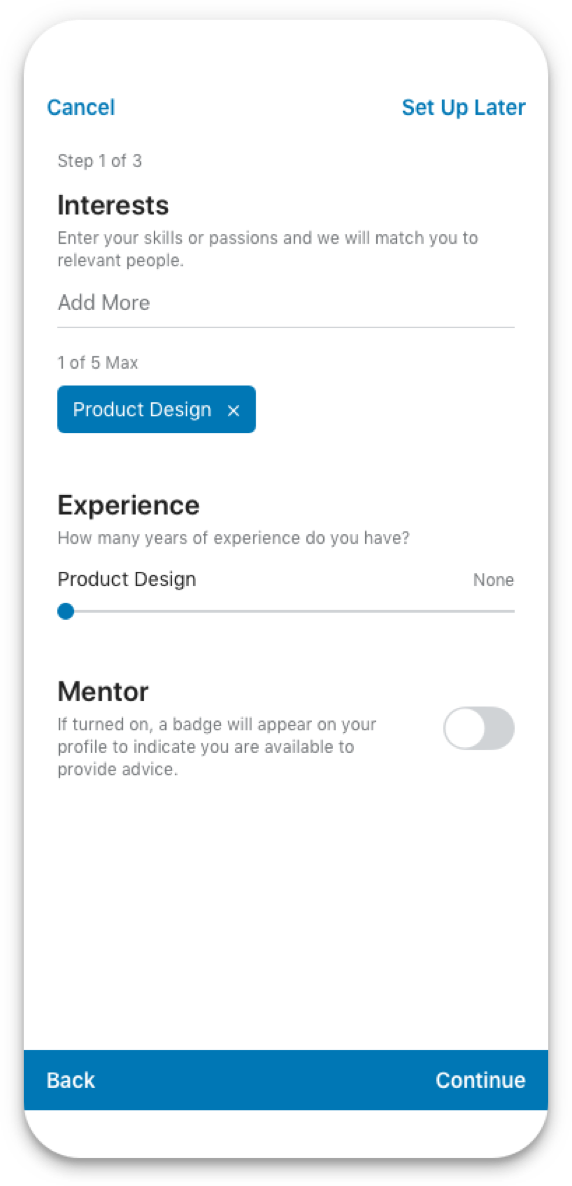 Cancel
Set Up Later
Step 1 of 3
Interests
Enter your skills or passions and we will match you to
relevant people.
Add More
1 of 5 Max
Product Design ×
Experience
How many years of experience do you have?
Product Design
None
Mentor
If turned on, a badge will appear on your
profile to indicate you are available to
provide advice.
Back
Continue